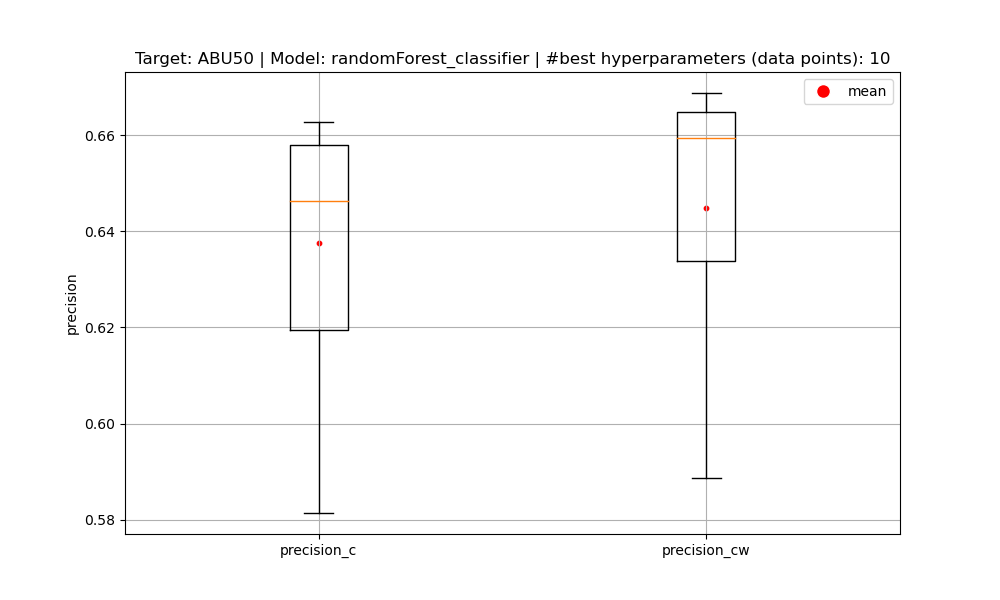 Target: ABU50 | Model: randomForest_classifier | #best hyperparameters (data points): 10
mean
0.66
0.64
0.62
0.60
0.58
precision
precision_c
precision_cw